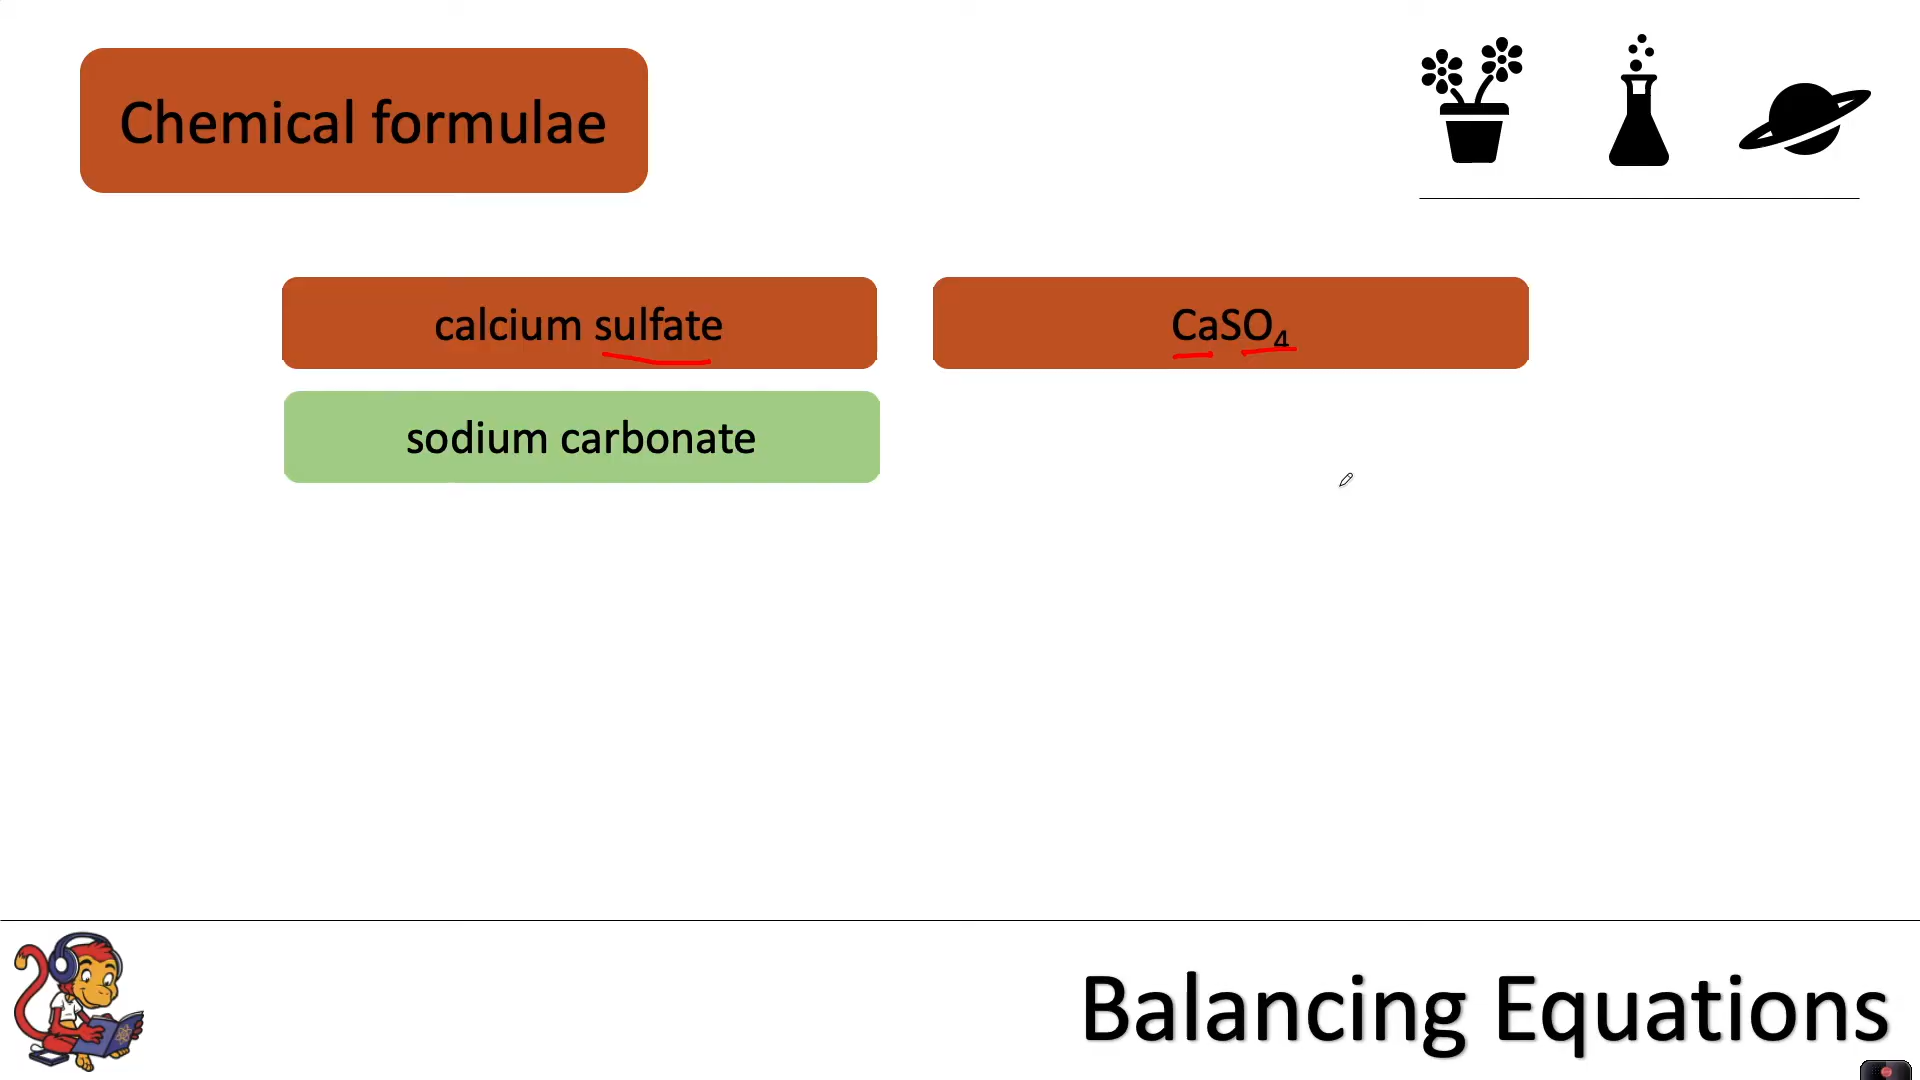 Chemical formulae
calcium sulfate
CaSO₄
sodium carbonate
Balancing Equations